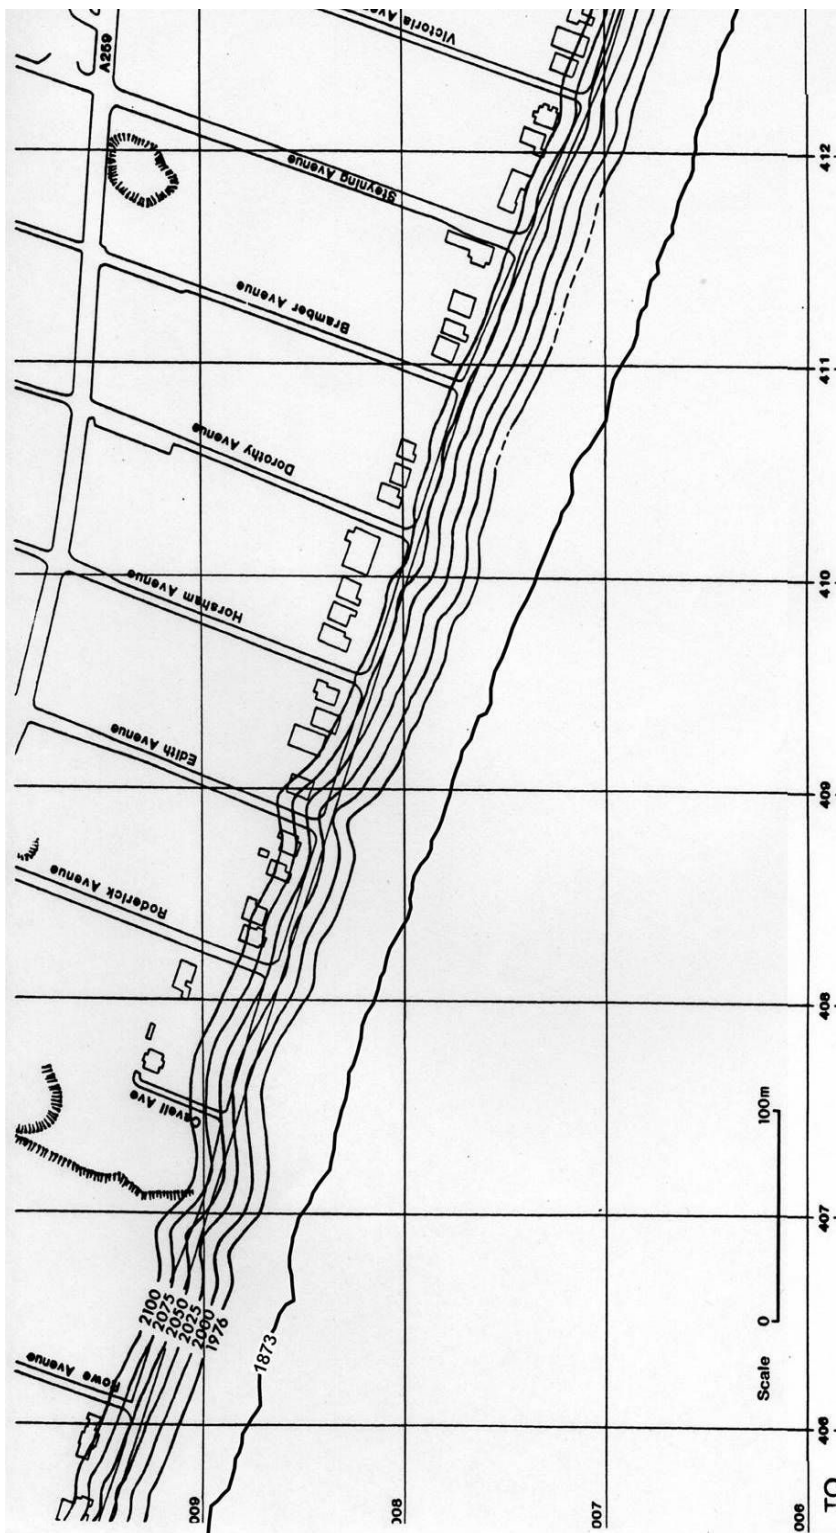 Victoria Ave
A259
Steyning Avenue
Bramber Avenue
Dorothy Avenue
Horsham Avenue
Edith Avenue
Roderick Avenue
Cavell Ave
Rowe Avenue
2100
2075
2050
2025
2000
1976
1873
Scale 0 100m
412
411
410
409
408
407
406
009
008
007
006
TQ